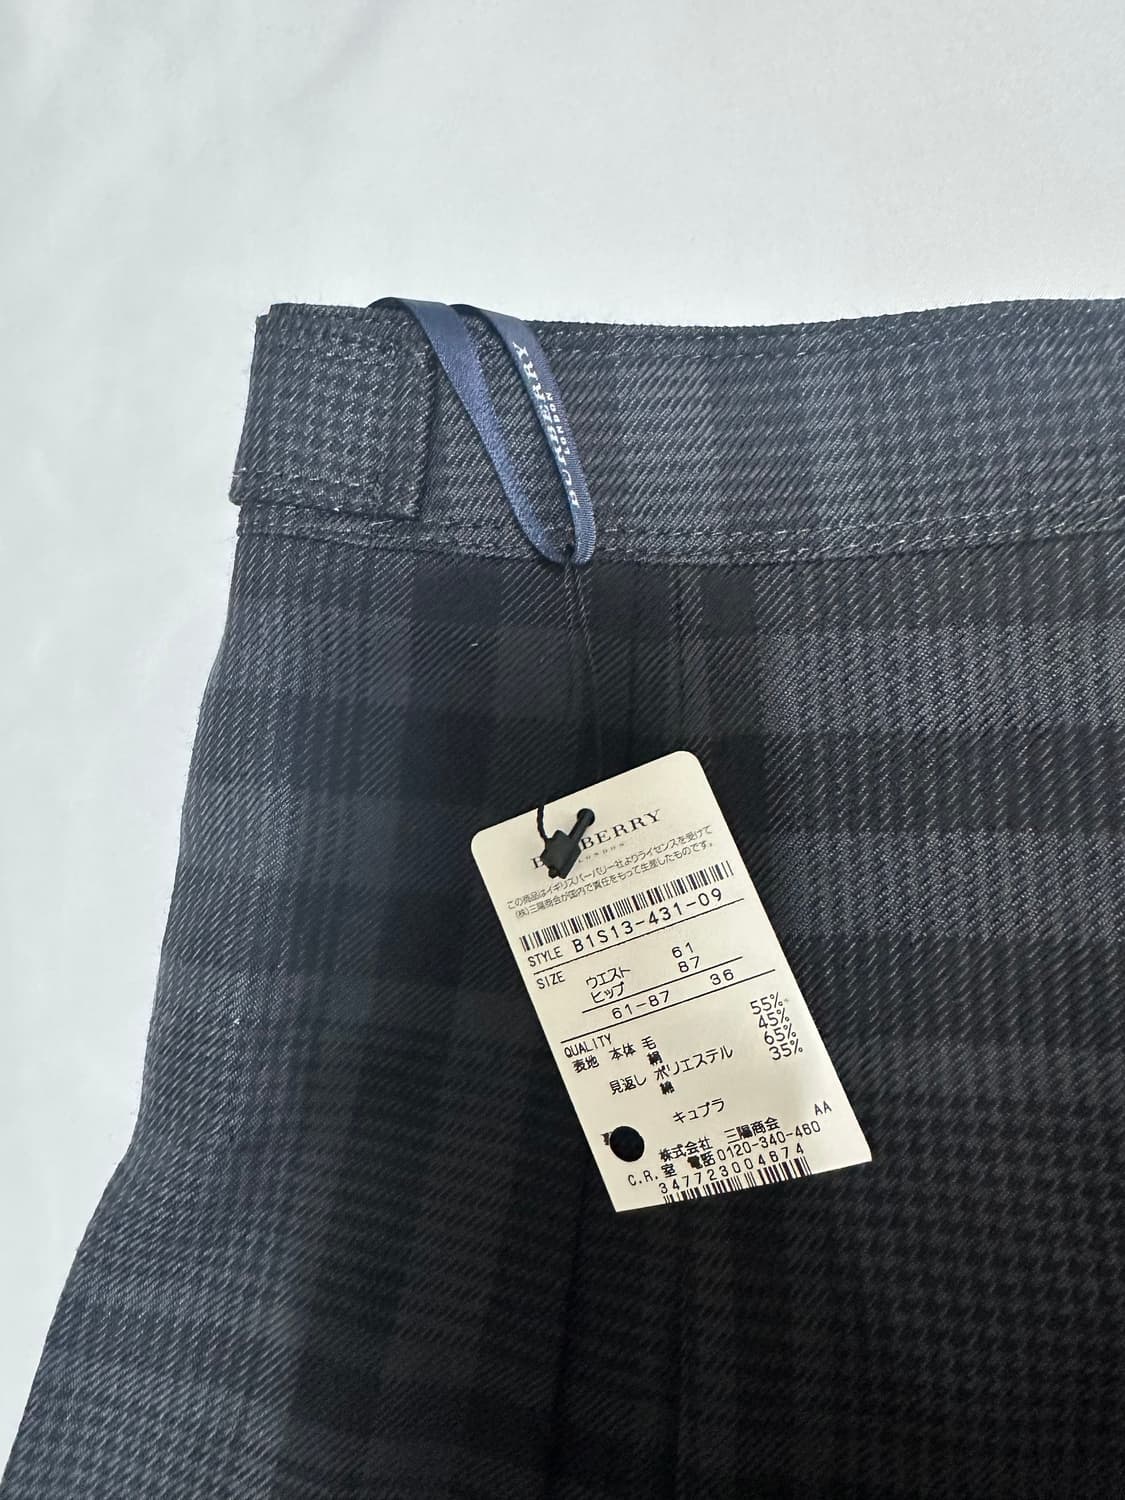 BURBERRY
LONDON
BURBERRY
LONDON
この商品はイギリスバーバリー社よりライセンスを受けて
(株)三陽商会が国内で責任をもって生産したものです。
STYLE B1S13-431-09
SIZE ウエスト 61
ヒップ 87
61-87 36
QUALITY
表地 本体 毛 55%
絹 45%
見返し ポリエステル 65%
綿 35%
キュプラ
AA
株式会社 三陽商会
C.R.室 電話0120-340-460
3477723004674